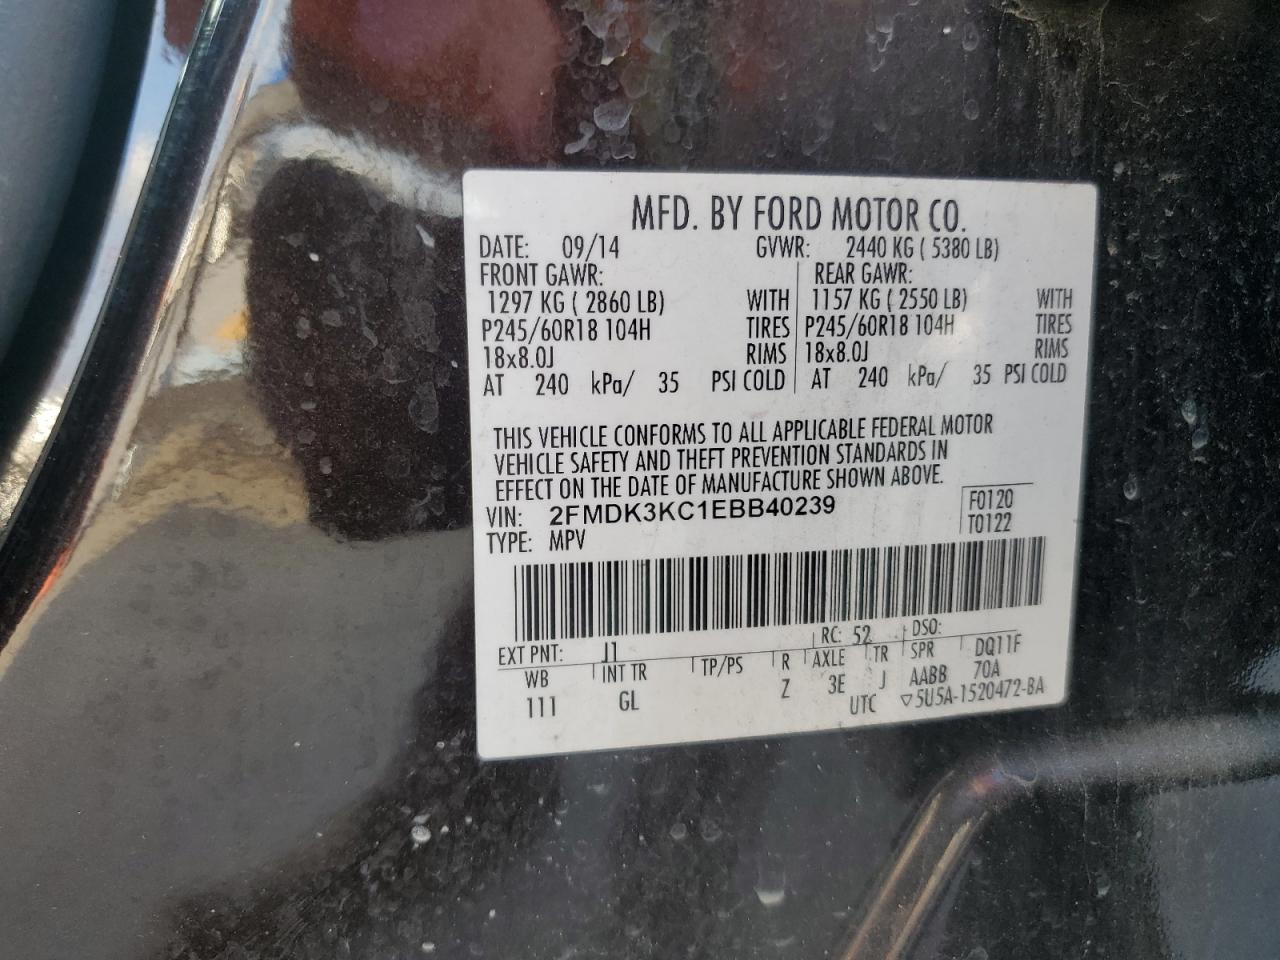 MFD. BY FORD MOTOR CO.
DATE: 09/14 GVWR: 2440 KG ( 5380 LB)
FRONT GAWR: REAR GAWR:
1297 KG ( 2860 LB) WITH 1157 KG ( 2550 LB) WITH
P245/60R18 104H TIRES P245/60R18 104H TIRES
18x8.0J RIMS 18x8.0J RIMS
AT 240 kPa/ 35 PSI COLD AT 240 kPa/ 35 PSI COLD
THIS VEHICLE CONFORMS TO ALL APPLICABLE FEDERAL MOTOR
VEHICLE SAFETY AND THEFT PREVENTION STANDARDS IN
EFFECT ON THE DATE OF MANUFACTURE SHOWN ABOVE.
VIN: 2FMDK3KC1EBB40239 F0120
TYPE: MPV T0122
EXT PNT: J1 RC: 52 DSO:
WB INT TR TP/PS R AXLE TR SPR DQ11F
111 GL Z 3E J AABB 70A
UTC ▽5U5A-1520472-BA